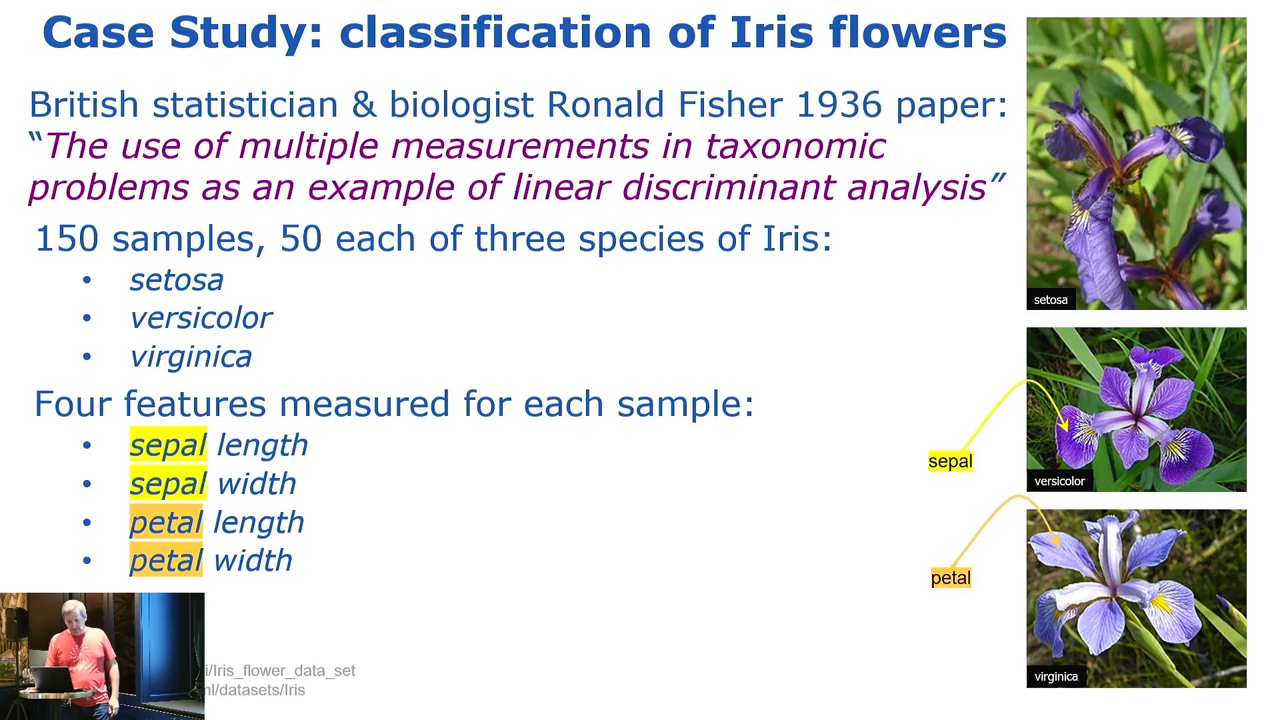 Case Study: classification of Iris flowers
British statistician & biologist Ronald Fisher 1936 paper:
“The use of multiple measurements in taxonomic
problems as an example of linear discriminant analysis”
150 samples, 50 each of three species of Iris:
• setosa
• versicolor
• virginica
Four features measured for each sample:
• sepal length
• sepal width
• petal length
• petal width
setosa
sepal
versicolor
petal
virginica
i/Iris_flower_data_set
ml/datasets/Iris